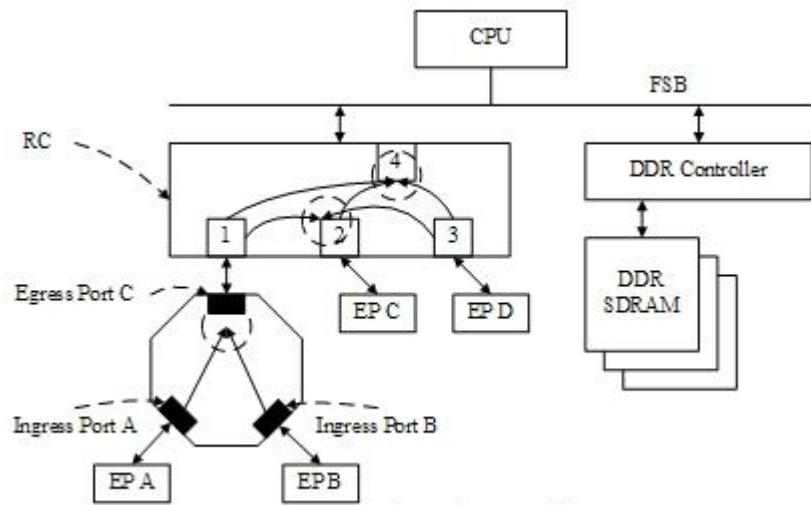 CPU
FSB
RC
4
DDR Controller
1
2
3
Egress Port C
EP C
EP D
DDR
SDRAM
Ingress Port A
Ingress Port B
EP A
EP B